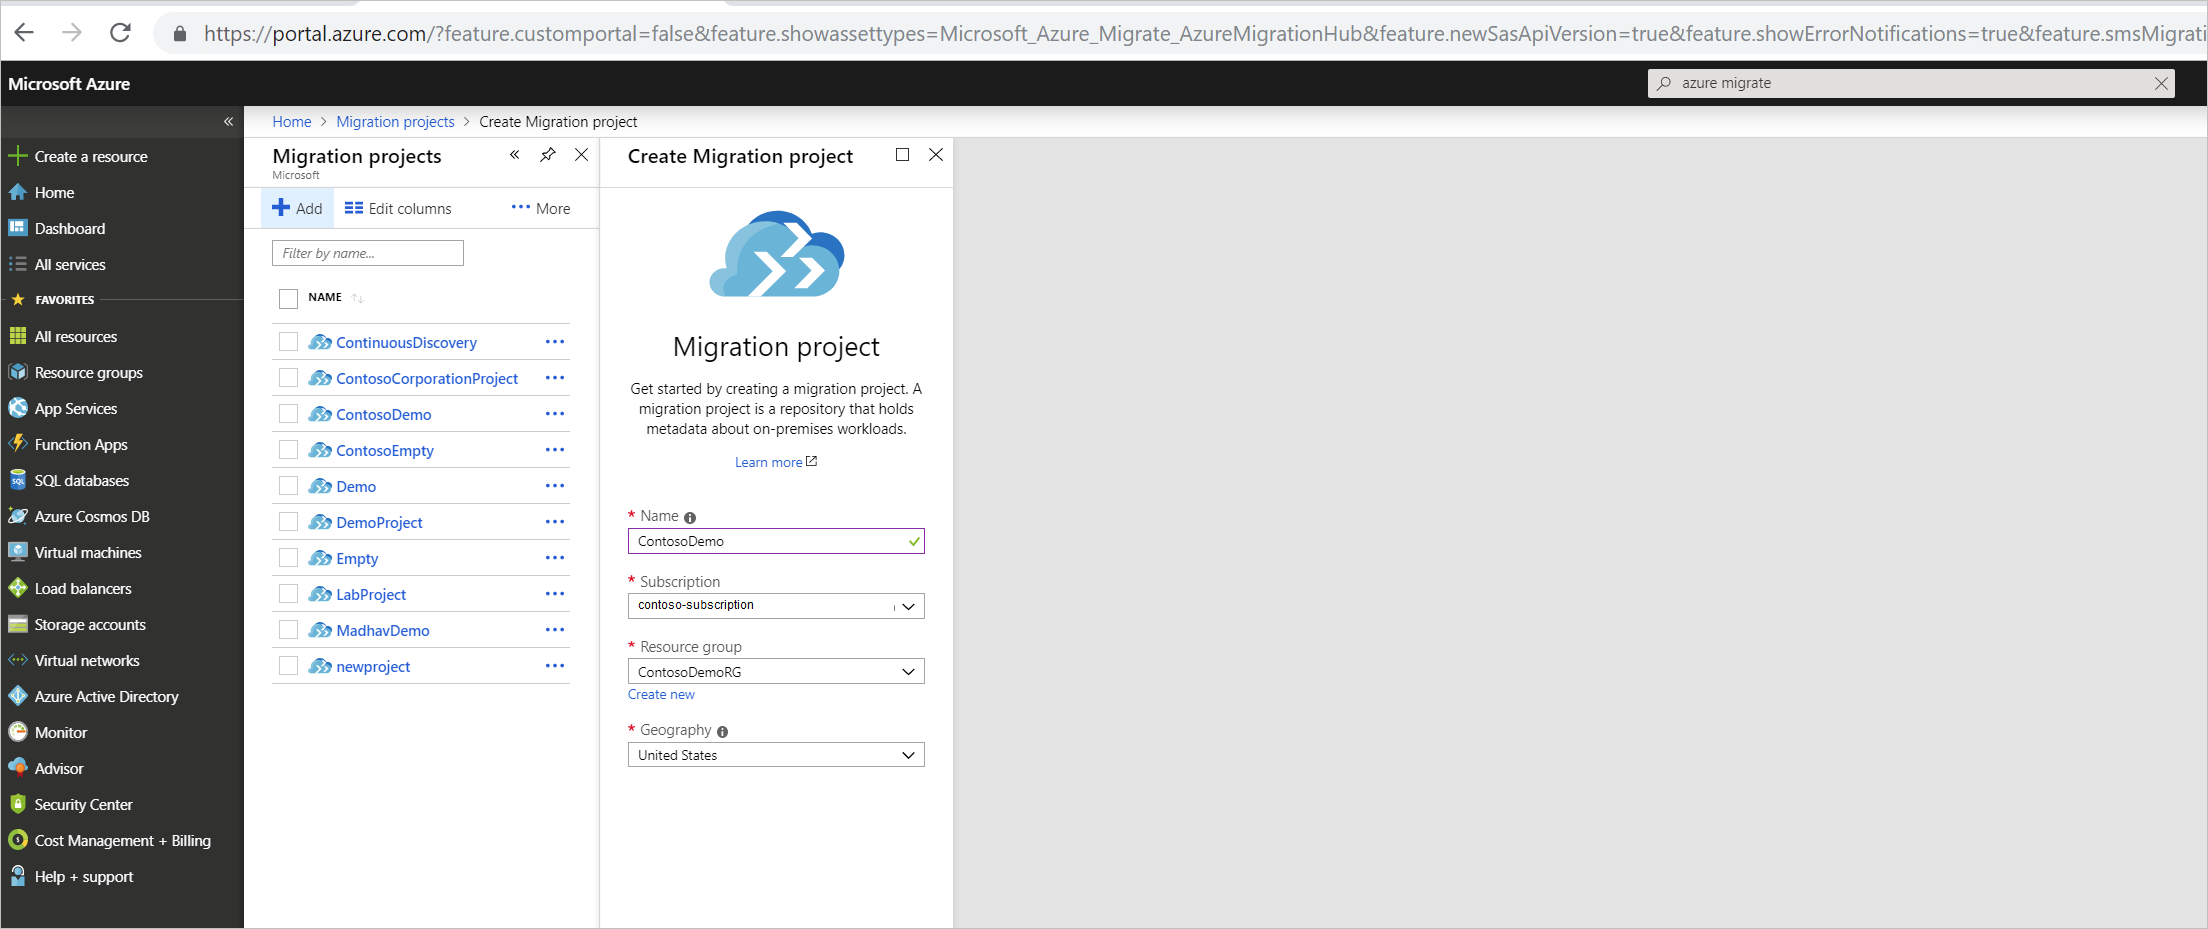 https://portal.azure.com/?feature.customportal=false&feature.showassettypes=Microsoft_Azure_Migrate_AzureMigrationHub&feature.newSasApiVersion=true&feature.showErrorNotifications=true&feature.smsMigrati
Microsoft Azure
azure migrate
Home > Migration projects > Create Migration project
Create a resource
Home
Dashboard
All services
FAVORITES
All resources
Resource groups
App Services
Function Apps
SQL databases
Azure Cosmos DB
Virtual machines
Load balancers
Storage accounts
Virtual networks
Azure Active Directory
Monitor
Advisor
Security Center
Cost Management + Billing
Help + support
Migration projects
Microsoft
Add
Edit columns
More
Filter by name...
NAME
ContinuousDiscovery
ContosoCorporationProject
ContosoDemo
ContosoEmpty
Demo
DemoProject
Empty
LabProject
MadhavDemo
newproject
Create Migration project
Migration project
Get started by creating a migration project. A
migration project is a repository that holds
metadata about on-premises workloads.
Learn more
* Name
ContosoDemo
* Subscription
contoso-subscription
* Resource group
ContosoDemoRG
Create new
* Geography
United States